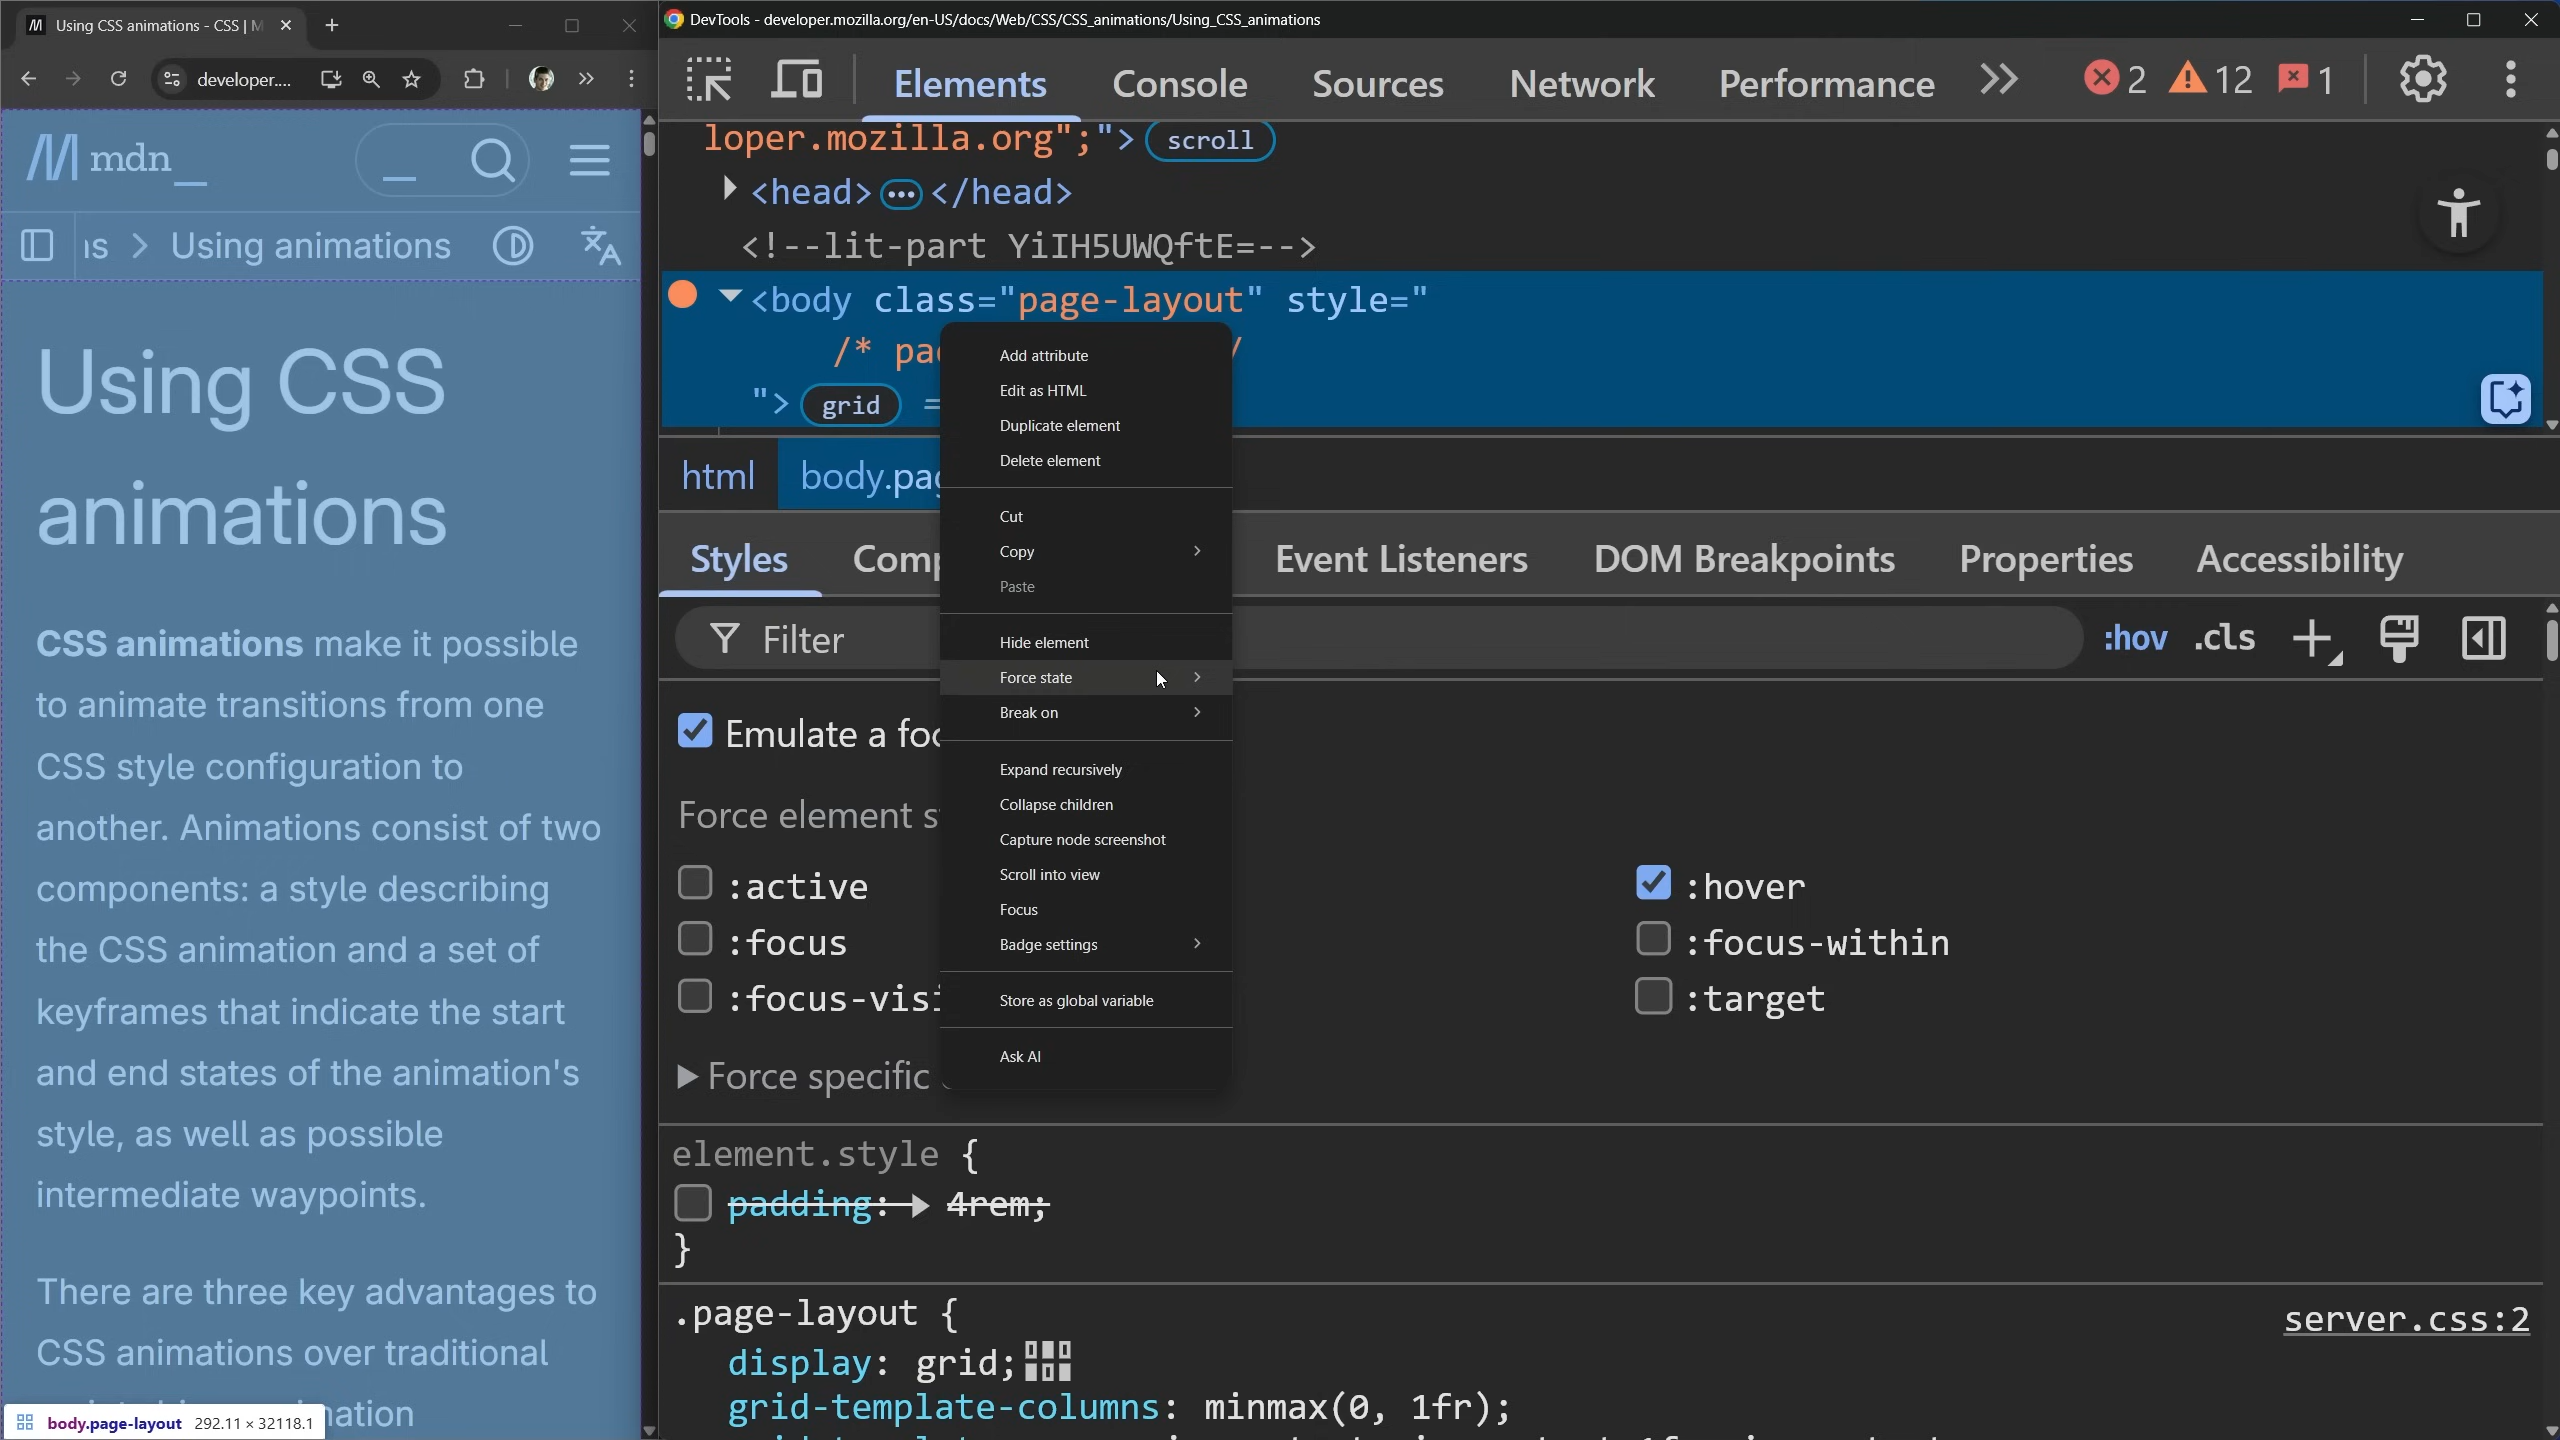 Using CSS animations - CSS | M
developer....
mdn_
ns > Using animations
Using CSS
animations
CSS animations make it possible
to animate transitions from one
CSS style configuration to
another. Animations consist of two
components: a style describing
the CSS animation and a set of
keyframes that indicate the start
and end states of the animation's
style, as well as possible
intermediate waypoints.
There are three key advantages to
CSS animations over traditional
nation
body.page-layout 292.11 × 32118.1
DevTools - developer.mozilla.org/en-US/docs/Web/CSS/CSS_animations/Using_CSS_animations
Elements Console Sources Network Performance 2 12 1
loper.mozilla.org";"> scroll
<head> ••• </head>
<!--lit-part YiIH5UWQftE=-->
<body class="page-layout" style="
/* pa /
"> grid =
html body.pag
Styles Comp Event Listeners DOM Breakpoints Properties Accessibility
Filter :hov .cls
Emulate a foc
Force element s
:active :hover
:focus :focus-within
:focus-visi :target
Force specific
element.style {
padding: 4rem;
}
.page-layout { server.css:2
display: grid;
grid-template-columns: minmax(0, 1fr);
Add attribute
Edit as HTML
Duplicate element
Delete element
Cut
Copy
Paste
Hide element
Force state
Break on
Expand recursively
Collapse children
Capture node screenshot
Scroll into view
Focus
Badge settings
Store as global variable
Ask AI